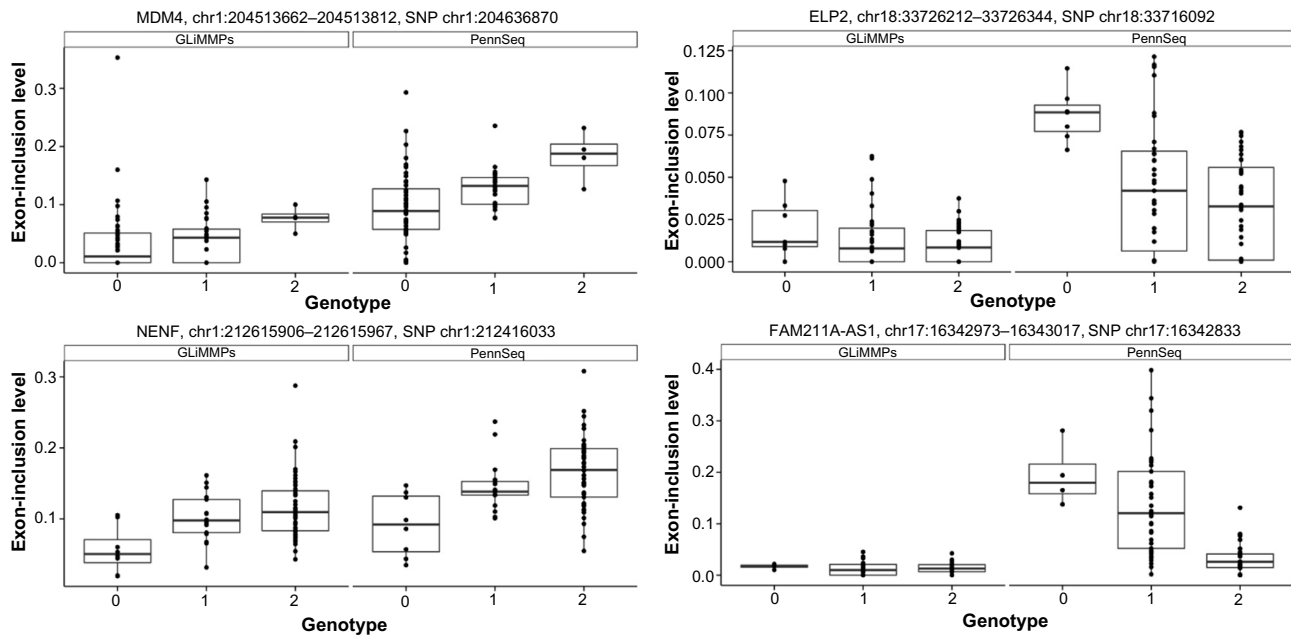 MDM4, chr1:204513662–204513812, SNP chr1:204636870
GLiMMPs PennSeq
Exon-inclusion level
0.3
0.2
0.1
0.0
0 1 2 0 1 2
Genotype
ELP2, chr18:33726212–33726344, SNP chr18:33716092
GLiMMPs PennSeq
Exon-inclusion level
0.125
0.100
0.075
0.050
0.025
0.000
0 1 2 0 1 2
Genotype
NENF, chr1:212615906–212615967, SNP chr1:212416033
GLiMMPs PennSeq
Exon-inclusion level
0.3
0.2
0.1
0 1 2 0 1 2
Genotype
FAM211A-AS1, chr17:16342973–16343017, SNP chr17:16342833
GLiMMPs PennSeq
Exon-inclusion level
0.4
0.3
0.2
0.1
0.0
0 1 2 0 1 2
Genotype